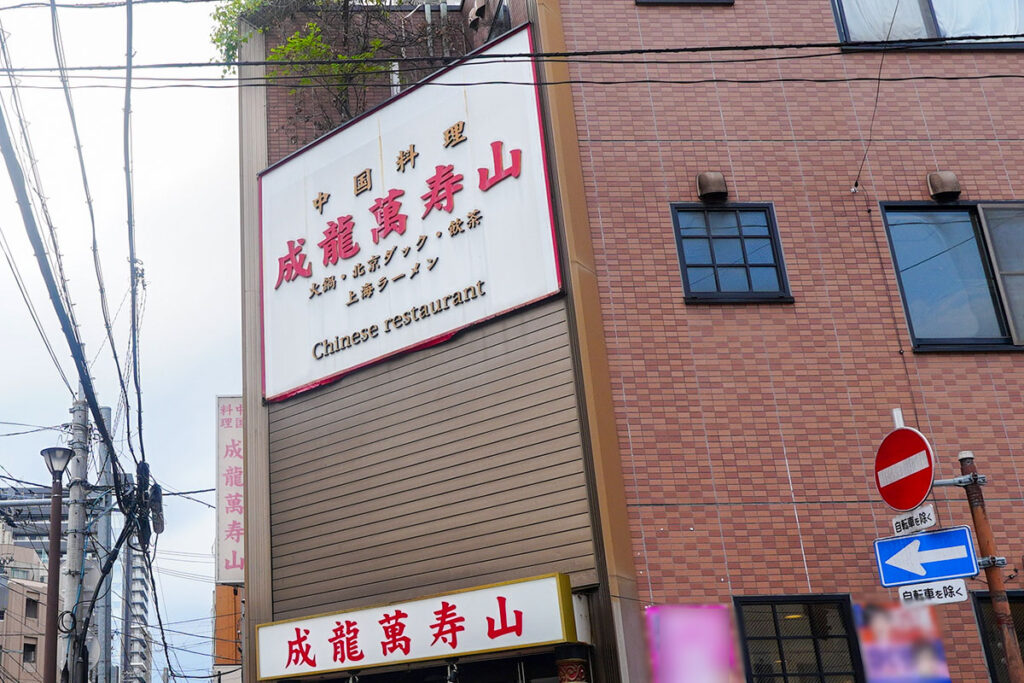 中国料理
成龍萬寿山
火鍋・北京ダック・飲茶
上海ラーメン
Chinese restaurant
中国料理
成龍萬寿山
成龍萬寿山
自転車を除く
自転車を除く